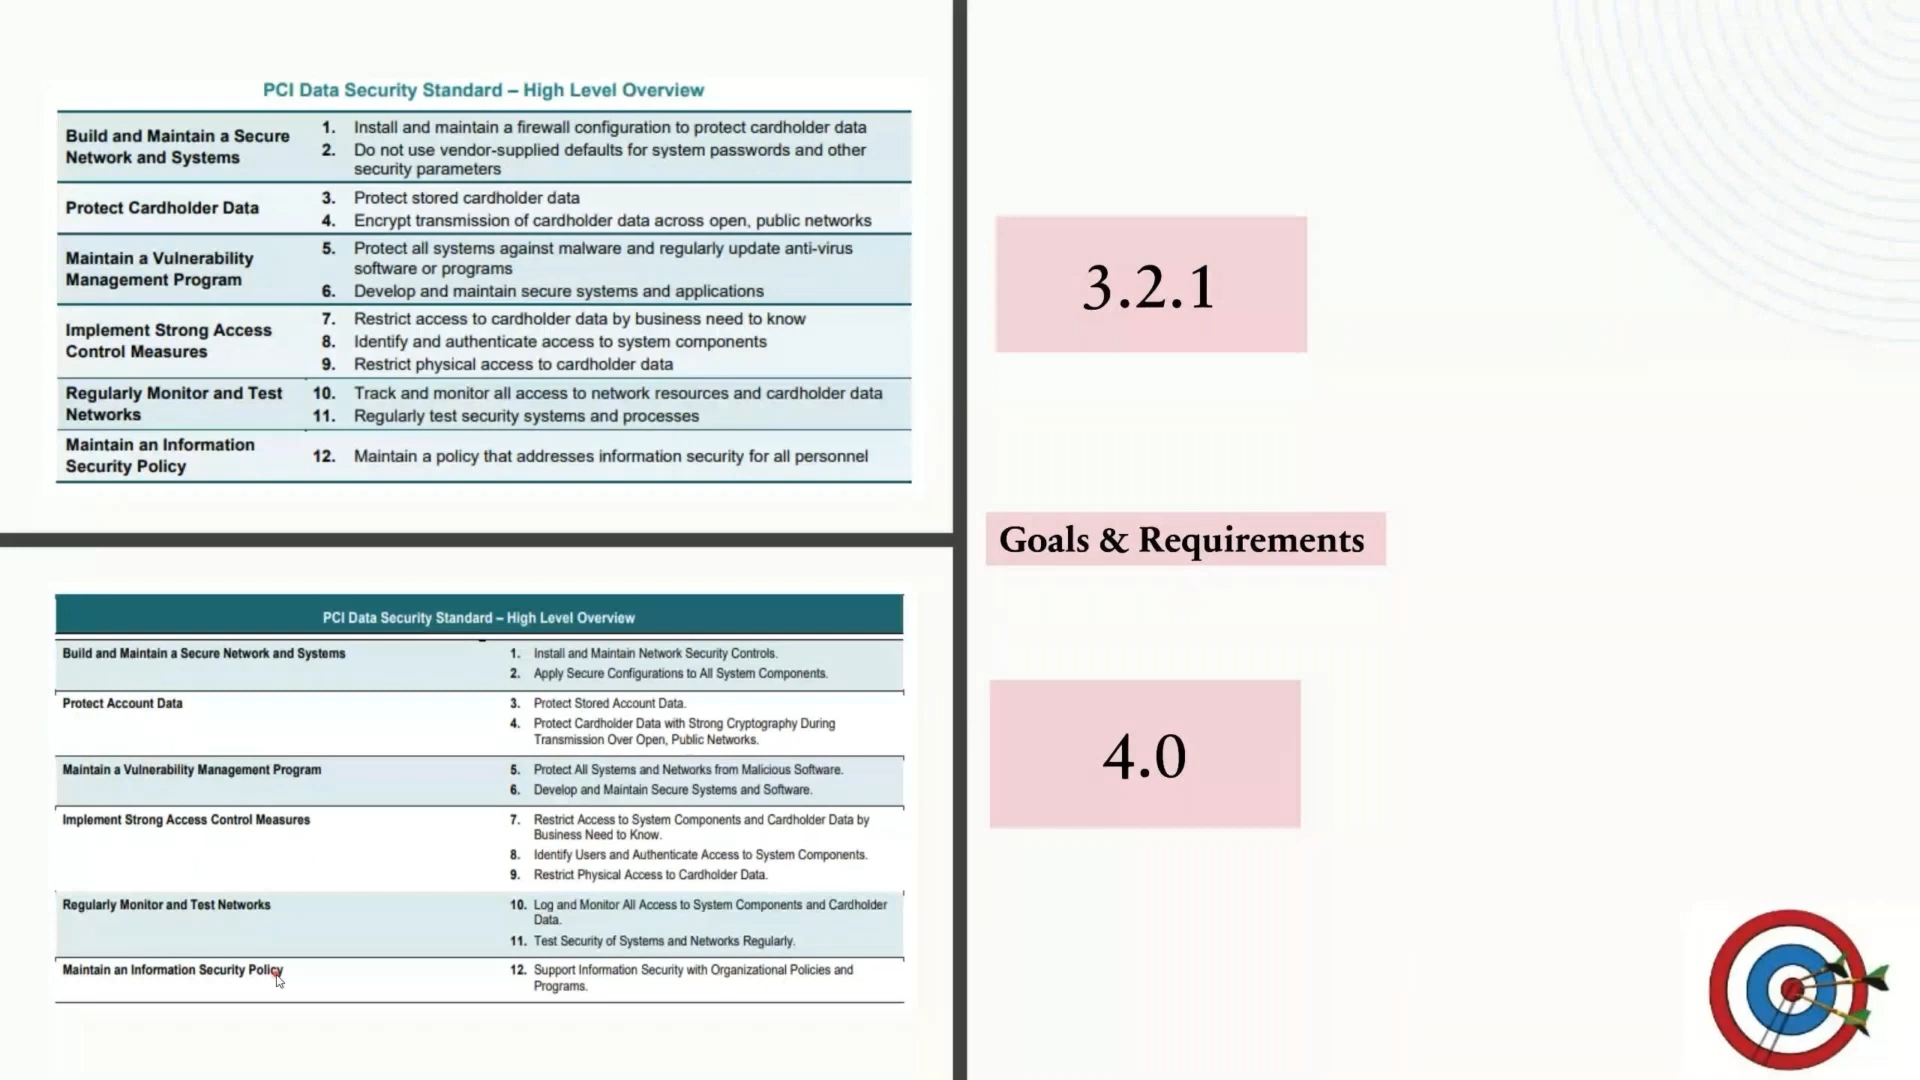 PCI Data Security Standard – High Level Overview
Build and Maintain a Secure
Network and Systems
1. Install and maintain a firewall configuration to protect cardholder data
2. Do not use vendor-supplied defaults for system passwords and other
security parameters
Protect Cardholder Data
3. Protect stored cardholder data
4. Encrypt transmission of cardholder data across open, public networks
Maintain a Vulnerability
Management Program
5. Protect all systems against malware and regularly update anti-virus
software or programs
6. Develop and maintain secure systems and applications
Implement Strong Access
Control Measures
7. Restrict access to cardholder data by business need to know
8. Identify and authenticate access to system components
9. Restrict physical access to cardholder data
Regularly Monitor and Test
Networks
10. Track and monitor all access to network resources and cardholder data
11. Regularly test security systems and processes
Maintain an Information
Security Policy
12. Maintain a policy that addresses information security for all personnel
3.2.1
Goals & Requirements
PCI Data Security Standard – High Level Overview
Build and Maintain a Secure Network and Systems
1. Install and Maintain Network Security Controls.
2. Apply Secure Configurations to All System Components.
Protect Account Data
3. Protect Stored Account Data.
4. Protect Cardholder Data with Strong Cryptography During
Transmission Over Open, Public Networks.
Maintain a Vulnerability Management Program
5. Protect All Systems and Networks from Malicious Software.
6. Develop and Maintain Secure Systems and Software.
Implement Strong Access Control Measures
7. Restrict Access to System Components and Cardholder Data by
Business Need to Know.
8. Identify Users and Authenticate Access to System Components.
9. Restrict Physical Access to Cardholder Data.
Regularly Monitor and Test Networks
10. Log and Monitor All Access to System Components and Cardholder
Data.
11. Test Security of Systems and Networks Regularly.
Maintain an Information Security Policy
12. Support Information Security with Organizational Policies and
Programs.
4.0